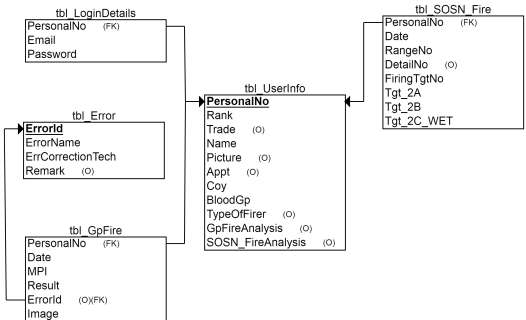 tbl_LoginDetails
PersonalNo (FK)
Email
Password
tbl_Error
ErrorId
ErrorName
ErrCorrectionTech
Remark (O)
tbl_GpFire
PersonalNo (FK)
Date
MPI
Result
ErrorId (O)(FK)
Image
tbl_UserInfo
PersonalNo
Rank
Trade (O)
Name
Picture (O)
Appt (O)
Coy
BloodGp
TypeOfFirer (O)
GpFireAnalysis (O)
SOSN_FireAnalysis (O)
tbl_SOSN_Fire
PersonalNo (FK)
Date
RangeNo
DetailNo (O)
FiringTgtNo
Tgt_2A
Tgt_2B
Tgt_2C_WET